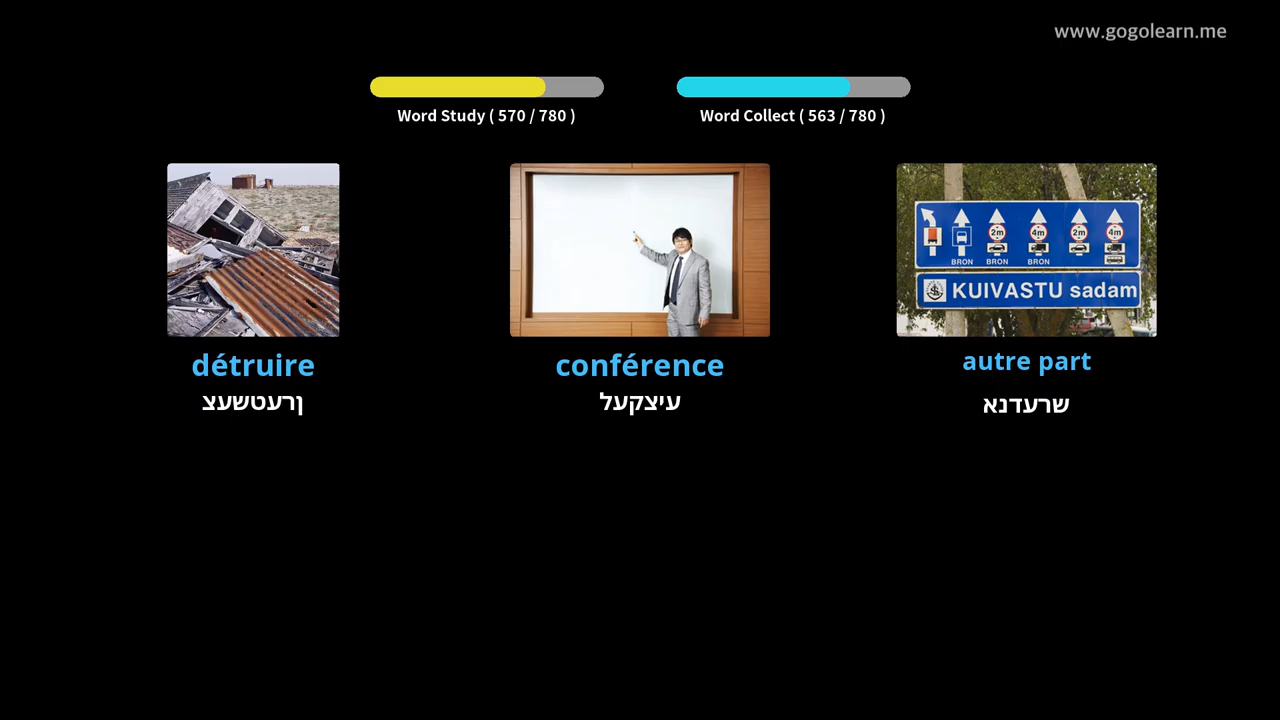 www.gogolearn.me
Word Study ( 570 / 780 )
Word Collect ( 563 / 780 )
BRON
BRON
BRON
2m
4m
2m
4m
KUIVASTU sadam
détruire
צעשטערן
conférence
לעקציע
autre part
אנדערש